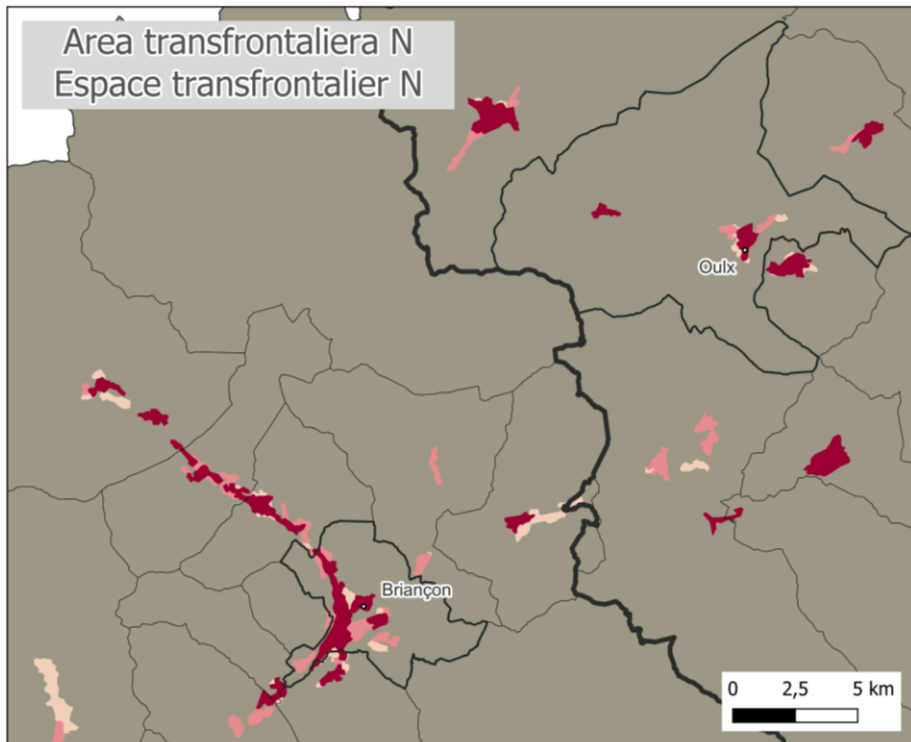 Area transfrontaliera N
Espace transfrontalier N
Oulx
Briançon
0 2,5 5 km